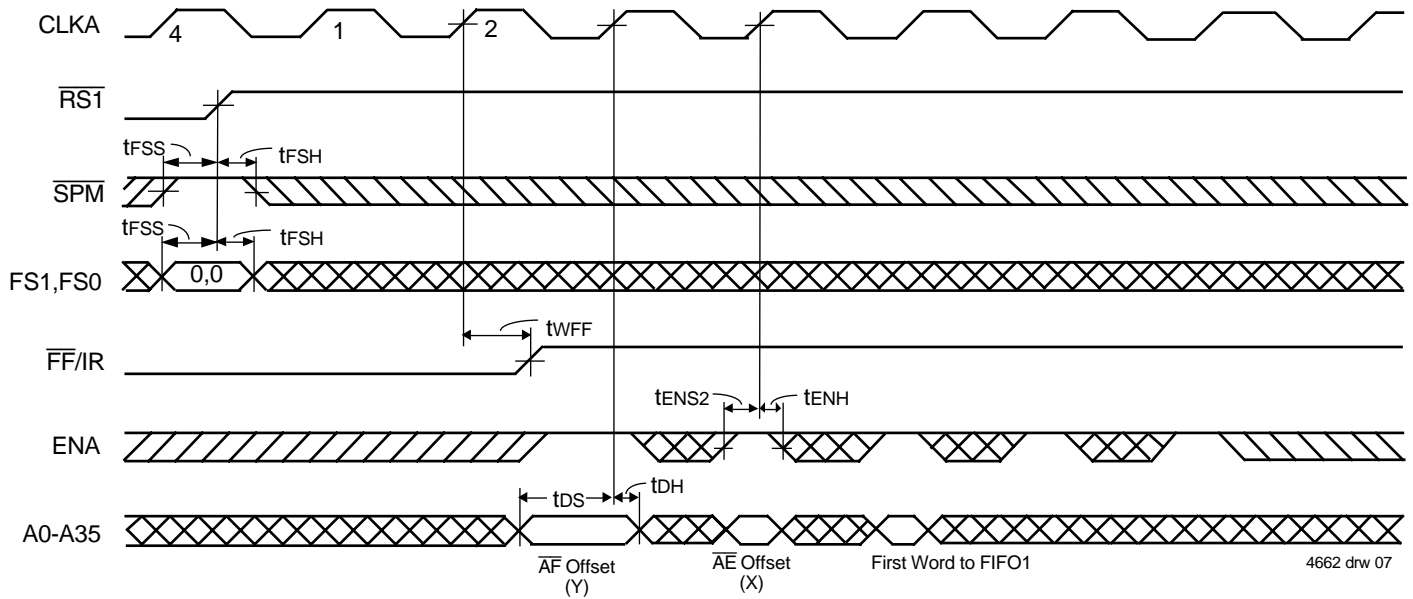 CLKA
4
1
2
RS1
tFSS
tFSH
SPM
tFSS
tFSH
FS1,FS0
0,0
tWFF
FF/IR
tENS2
tENH
ENA
tDS
tDH
A0-A35
AF Offset
(Y)
AE Offset
(X)
First Word to FIFO1
4662 drw 07